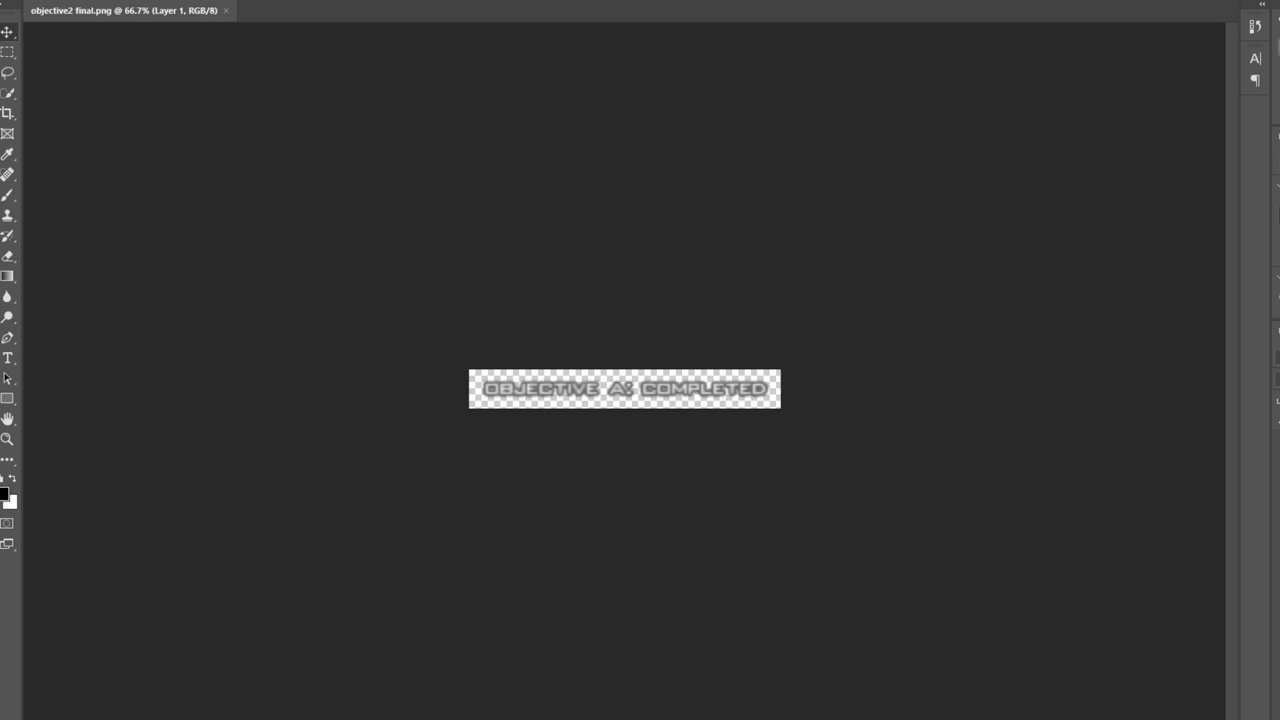 objective2 final.png @ 66.7% (Layer 1, RGB/8)
OBJECTIVE A: COMPLETED